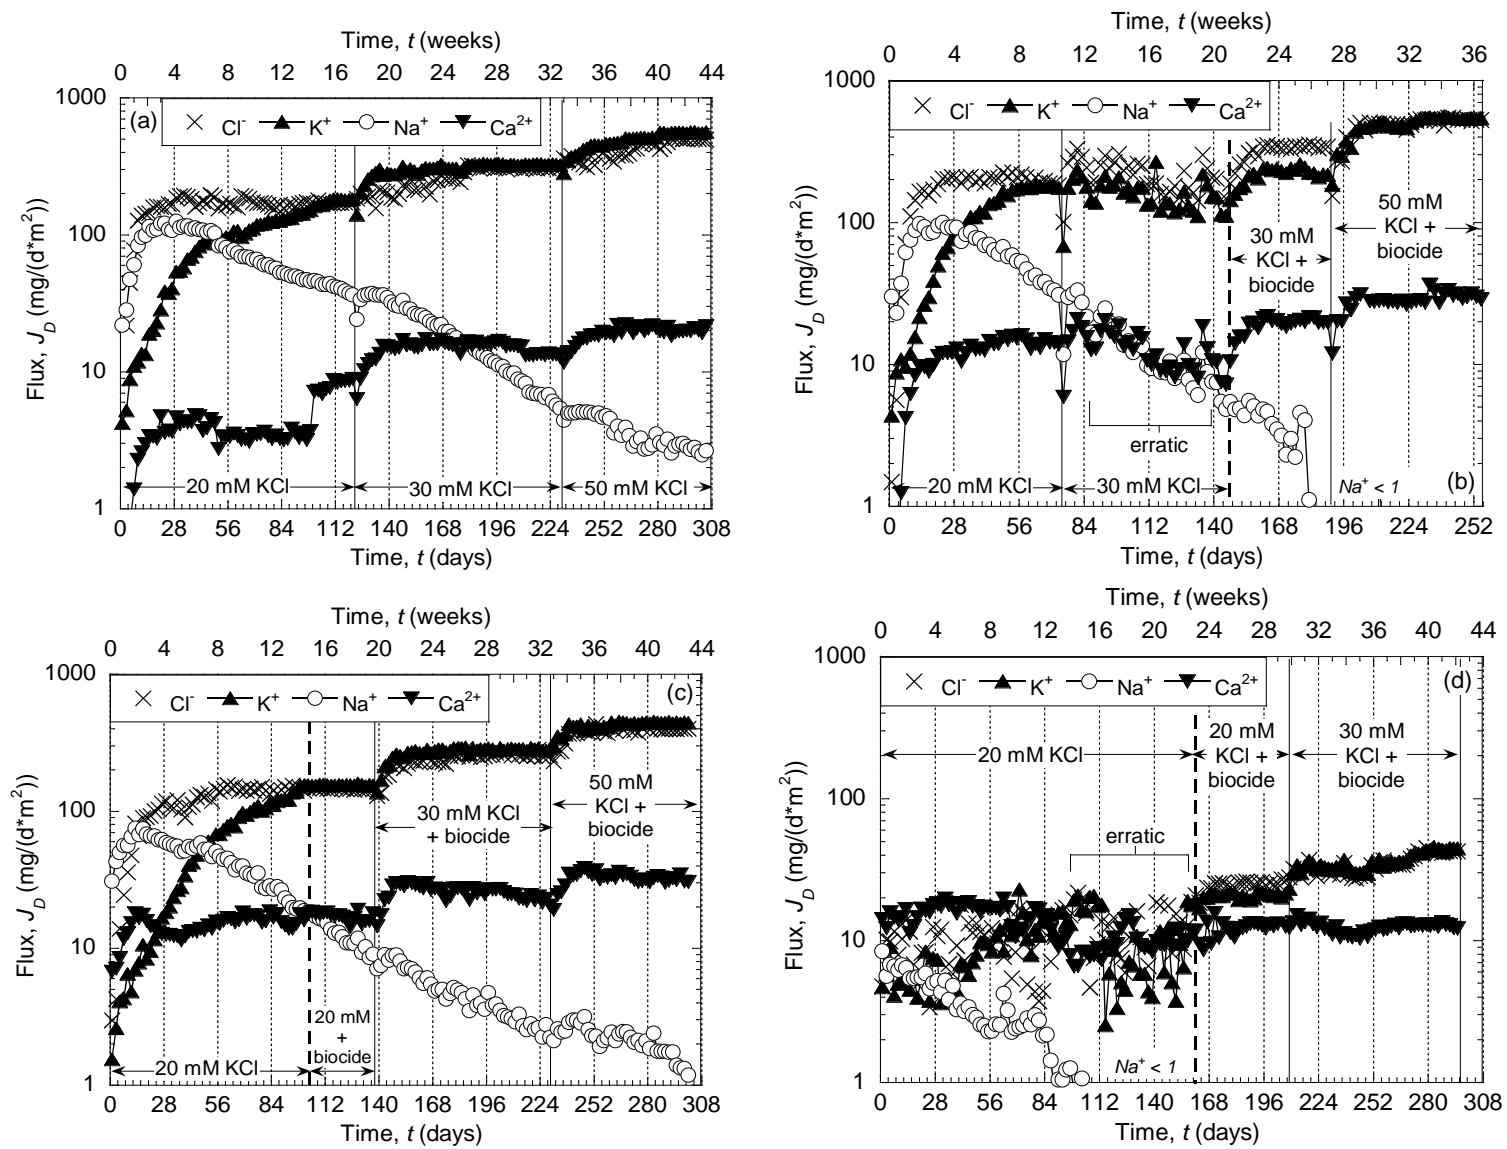 Time, t (weeks)
0 4 8 12 16 20 24 28 32 36 40 44
1000
100
10
1
Flux, J_D (mg/(d*m²))
(a)
Cl⁻ K⁺ Na⁺ Ca²⁺
20 mM KCl 30 mM KCl 50 mM KCl
0 28 56 84 112 140 168 196 224 252 280 308
Time, t (days)
Time, t (weeks)
0 4 8 12 16 20 24 28 32 36
1000
100
10
1
Flux, J_D (mg/(d*m²))
Cl⁻ K⁺ Na⁺ Ca²⁺
50 mM
KCl +
biocide
30 mM
KCl +
biocide
erratic
20 mM KCl 30 mM KCl
Na⁺ < 1
(b)
0 28 56 84 112 140 168 196 224 252
Time, t (days)
Time, t (weeks)
0 4 8 12 16 20 24 28 32 36 40 44
1000
100
10
1
Flux, J_D (mg/(d*m²))
Cl⁻ K⁺ Na⁺ Ca²⁺
(c)
50 mM
KCl +
biocide
30 mM KCl
+ biocide
20 mM
+
biocide
20 mM KCl
0 28 56 84 112 140 168 196 224 252 280 308
Time, t (days)
Time, t (weeks)
0 4 8 12 16 20 24 28 32 36 40 44
1000
100
10
1
Flux, J_D (mg/(d*m²))
Cl⁻ K⁺ Na⁺ Ca²⁺
(d)
20 mM KCl
20 mM
KCl +
biocide
30 mM
KCl +
biocide
erratic
Na⁺ < 1
0 28 56 84 112 140 168 196 224 252 280 308
Time, t (days)